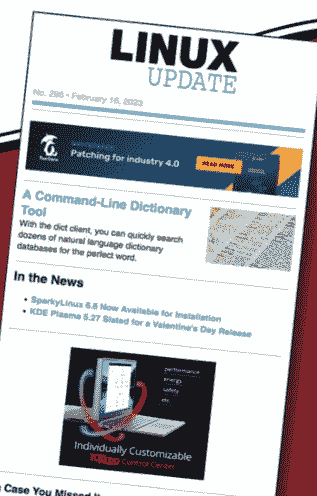 LINUX
UPDATE
No. 296 • February 16, 2023
Patching for industry 4.0
READ MORE
A Command-Line Dictionary
Tool
With the dict client, you can quickly search
dozens of natural language dictionary
databases for the perfect word.
In the News
• SparkyLinux 6.6 Now Available for Installation
• KDE Plasma 5.27 Slated for a Valentine's Day Release
performance
energy
safety
etc.
Individually Customizable
Control Center
Case You Missed It